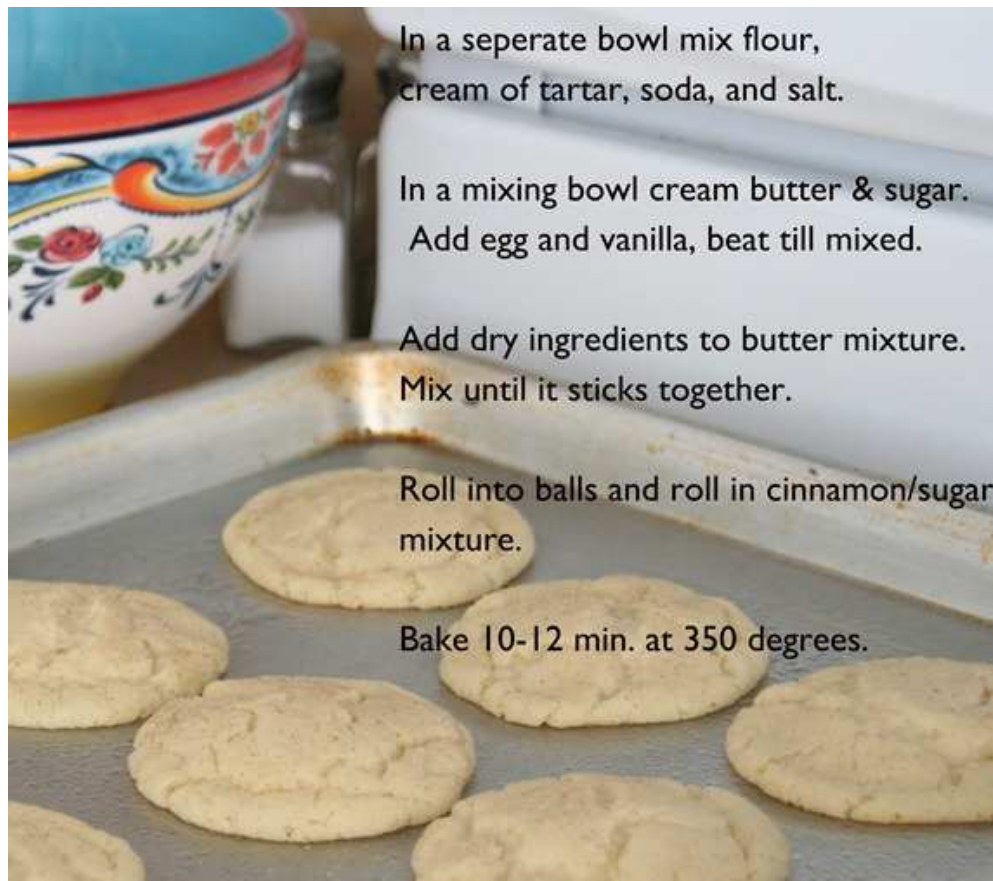 In a seperate bowl mix flour,
cream of tartar, soda, and salt.
In a mixing bowl cream butter & sugar.
Add egg and vanilla, beat till mixed.
Add dry ingredients to butter mixture.
Mix until it sticks together.
Roll into balls and roll in cinnamon/sugar
mixture.
Bake 10-12 min. at 350 degrees.